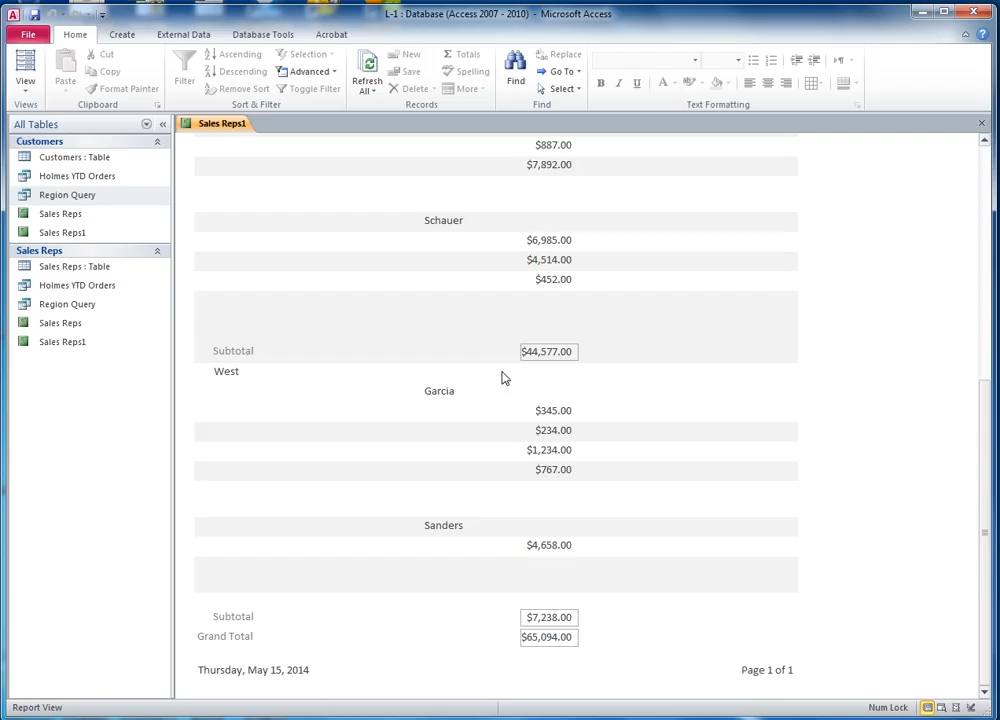 L-1 : Database (Access 2007 - 2010) - Microsoft Access
File Home Create External Data Database Tools Acrobat
View
Views
Paste
Cut
Copy
Format Painter
Clipboard
Filter
Ascending
Descending
Remove Sort
Selection
Advanced
Toggle Filter
Sort & Filter
Refresh
All
New
Save
Delete
Totals
Spelling
More
Records
Find
Replace
Go To
Select
Find
B I U
A
Text Formatting
All Tables
Customers
Customers : Table
Holmes YTD Orders
Region Query
Sales Reps
Sales Reps1
Sales Reps
Sales Reps : Table
Holmes YTD Orders
Region Query
Sales Reps
Sales Reps1
Sales Reps1
$887.00
$7,892.00
Schauer
$6,985.00
$4,514.00
$452.00
Subtotal $44,577.00
West
Garcia
$345.00
$234.00
$1,234.00
$767.00
Sanders
$4,658.00
Subtotal $7,238.00
Grand Total $65,094.00
Thursday, May 15, 2014 Page 1 of 1
Report View Num Lock